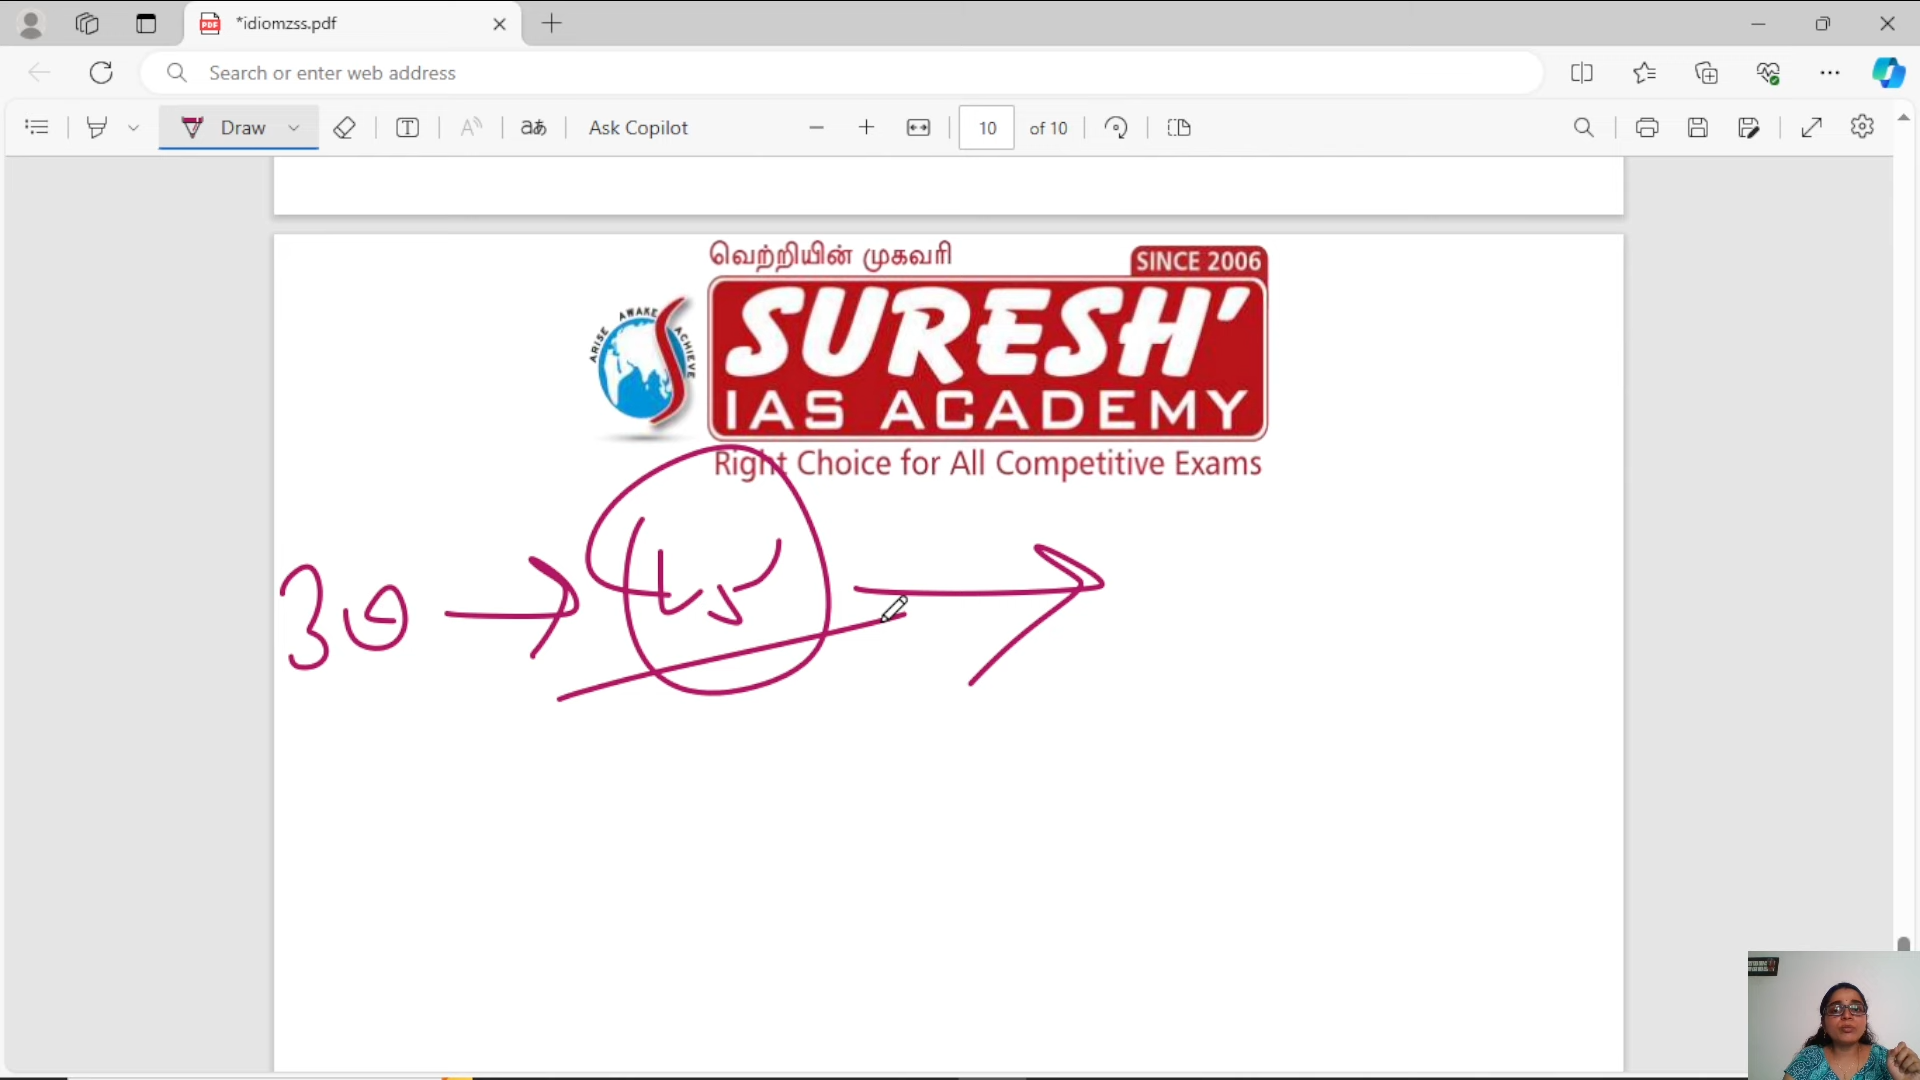 *idiomzss.pdf
Search or enter web address
Draw
Ask Copilot
10 of 10
வெற்றியின் முகவரி
SINCE 2006
ARISE AWAKE ACHIEVE
SURESH'
IAS ACADEMY
Right Choice for All Competitive Exams
30